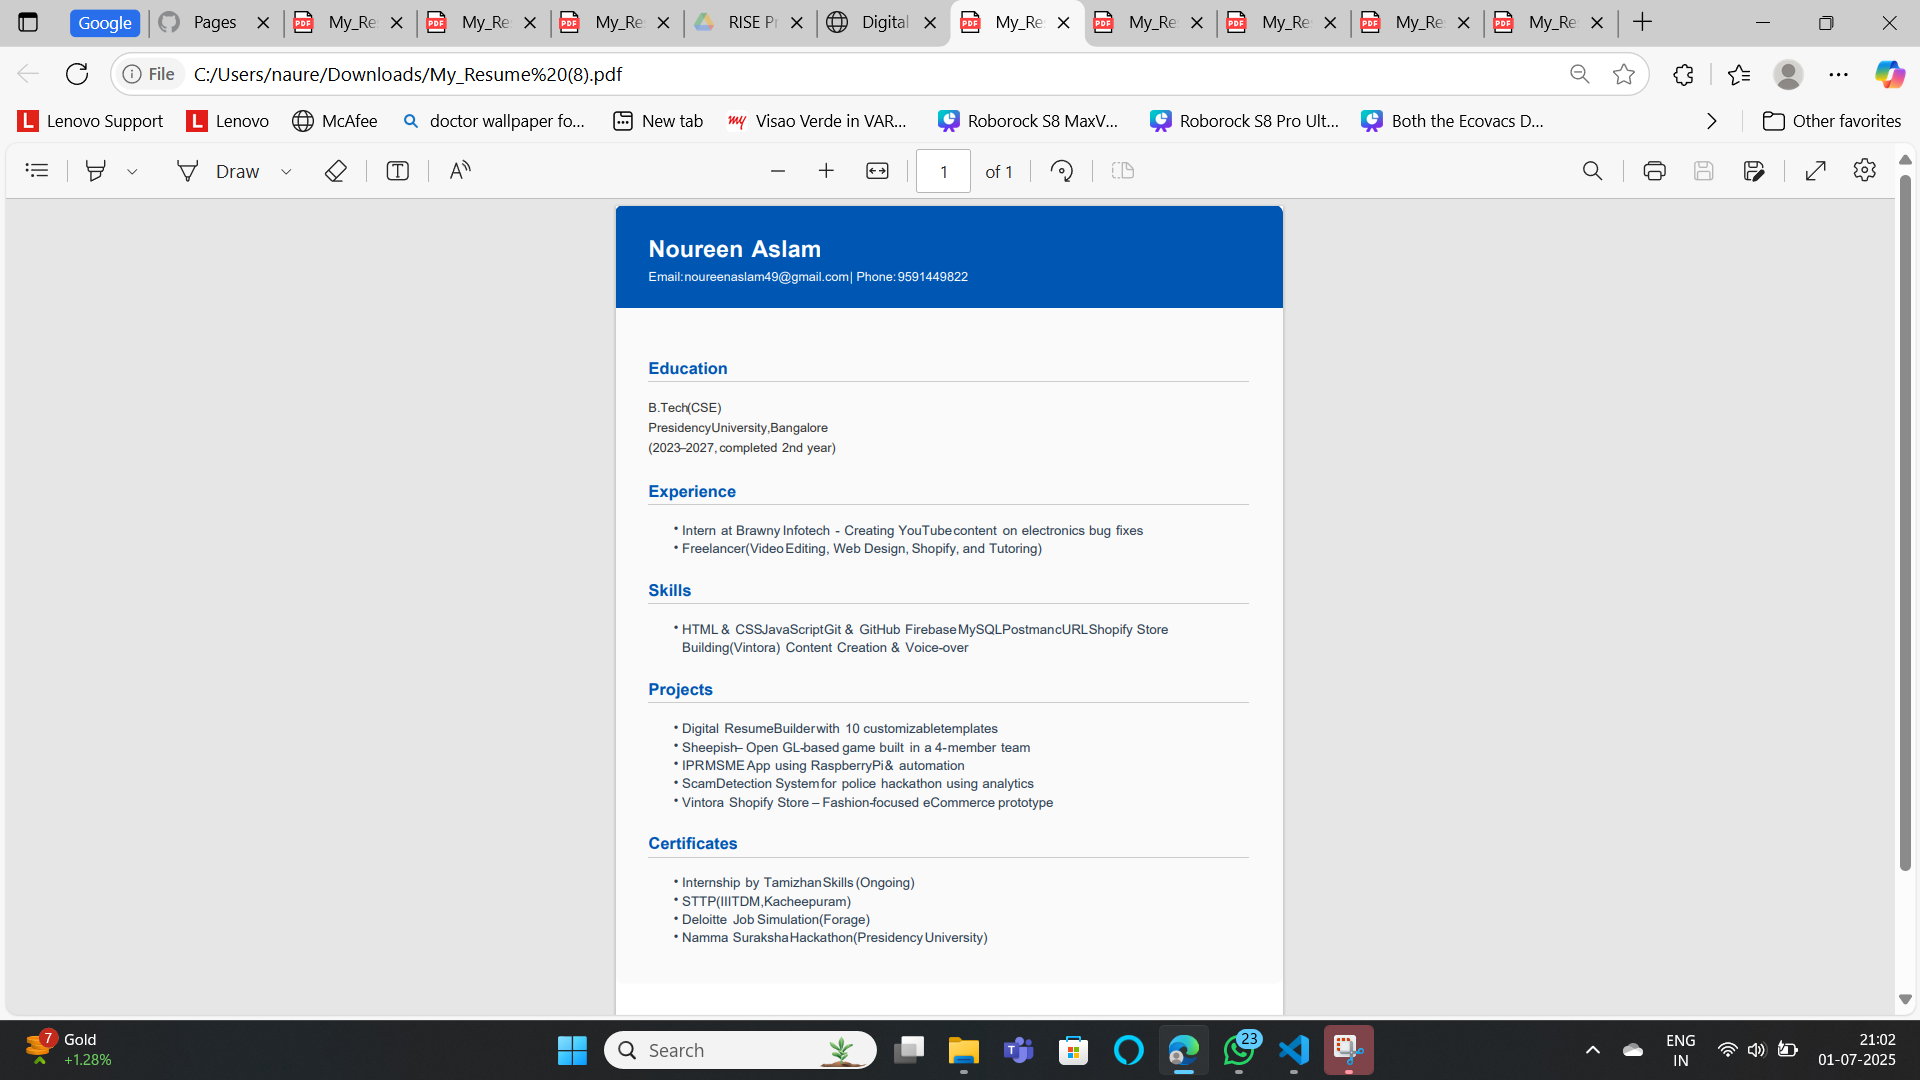 Google Pages My_Re My_Re My_Re RISE Pr Digital My_Re My_Re My_Re My_Re My_Re
File C:/Users/naure/Downloads/My_Resume%20(8).pdf
Lenovo Support Lenovo McAfee doctor wallpaper fo... New tab Visao Verde in VAR... Roborock S8 MaxV... Roborock S8 Pro Ult... Both the Ecovacs D... Other favorites
Draw 1 of 1
Noureen Aslam
Email:noureenaslam49@gmail.com| Phone:9591449822
Education
B.Tech(CSE)
PresidencyUniversity,Bangalore
(2023–2027, completed 2nd year)
Experience
• Intern at Brawny Infotech - Creating YouTubecontent on electronics bug fixes
• Freelancer(Video Editing, Web Design, Shopify, and Tutoring)
Skills
• HTML & CSSJavaScriptGit & GitHub FirebaseMySQLPostmancURLShopify Store
Building(Vintora) Content Creation & Voice-over
Projects
• Digital ResumeBuilderwith 10 customizabletemplates
• Sheepish– Open GL-based game built in a 4-member team
• IPRMSME App using RaspberryPi & automation
• ScamDetection Systemfor police hackathon using analytics
• Vintora Shopify Store – Fashion-focused eCommerce prototype
Certificates
• Internship by TamizhanSkills (Ongoing)
• STTP(IIITDM,Kacheepuram)
• Deloitte Job Simulation(Forage)
• Namma SurakshaHackathon(Presidency University)
7 Gold
+1.28%
Search
23
ENG
IN
21:02
01-07-2025